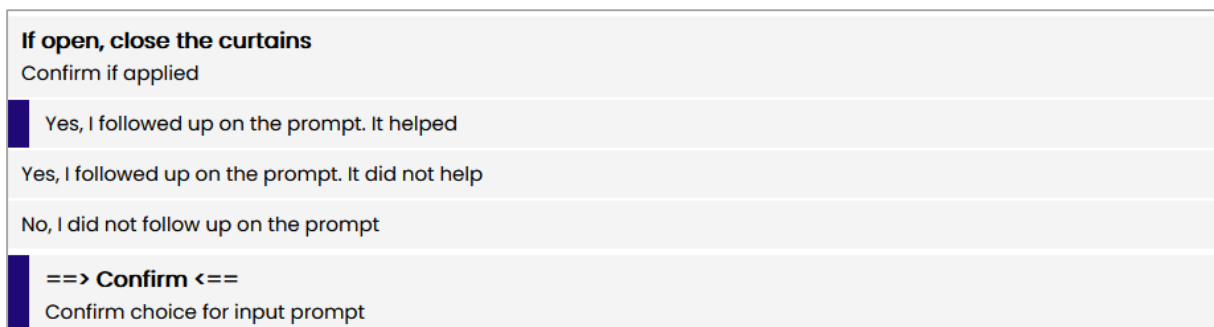 If open, close the curtains
Confirm if applied
Yes, I followed up on the prompt. It helped
Yes, I followed up on the prompt. It did not help
No, I did not follow up on the prompt
==> Confirm <==
Confirm choice for input prompt